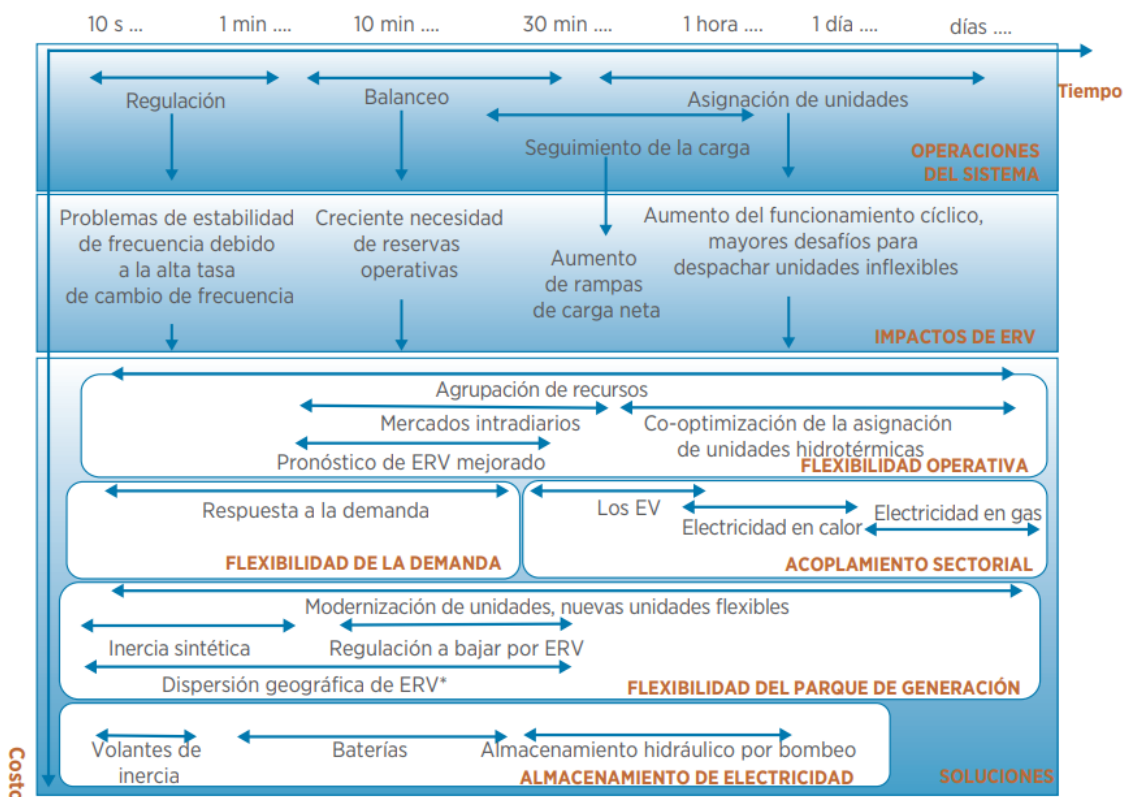 10 s ...
1 min ....
10 min ....
30 min ....
1 hora ....
1 día ....
días ....
Tiempo
Regulación
Balanceo
Asignación de unidades
Seguimiento de la carga
OPERACIONES
DEL SISTEMA
Problemas de estabilidad
de frecuencia debido
a la alta tasa
de cambio de frecuencia
Creciente necesidad
de reservas
operativas
Aumento
de rampas
de carga neta
Aumento del funcionamiento cíclico,
mayores desafíos para
despachar unidades inflexibles
IMPACTOS DE ERV
Agrupación de recursos
Mercados intradiarios
Co-optimización de la asignación
de unidades hidrotérmicas
Pronóstico de ERV mejorado
FLEXIBILIDAD OPERATIVA
Respuesta a la demanda
FLEXIBILIDAD DE LA DEMANDA
Los EV
Electricidad en calor
Electricidad en gas
ACOPLAMIENTO SECTORIAL
Modernización de unidades, nuevas unidades flexibles
Inercia sintética
Regulación a bajar por ERV
Dispersión geográfica de ERV*
FLEXIBILIDAD DEL PARQUE DE GENERACIÓN
Volantes de
inercia
Baterías
Almacenamiento hidráulico por bombeo
ALMACENAMIENTO DE ELECTRICIDAD
SOLUCIONES
Costo